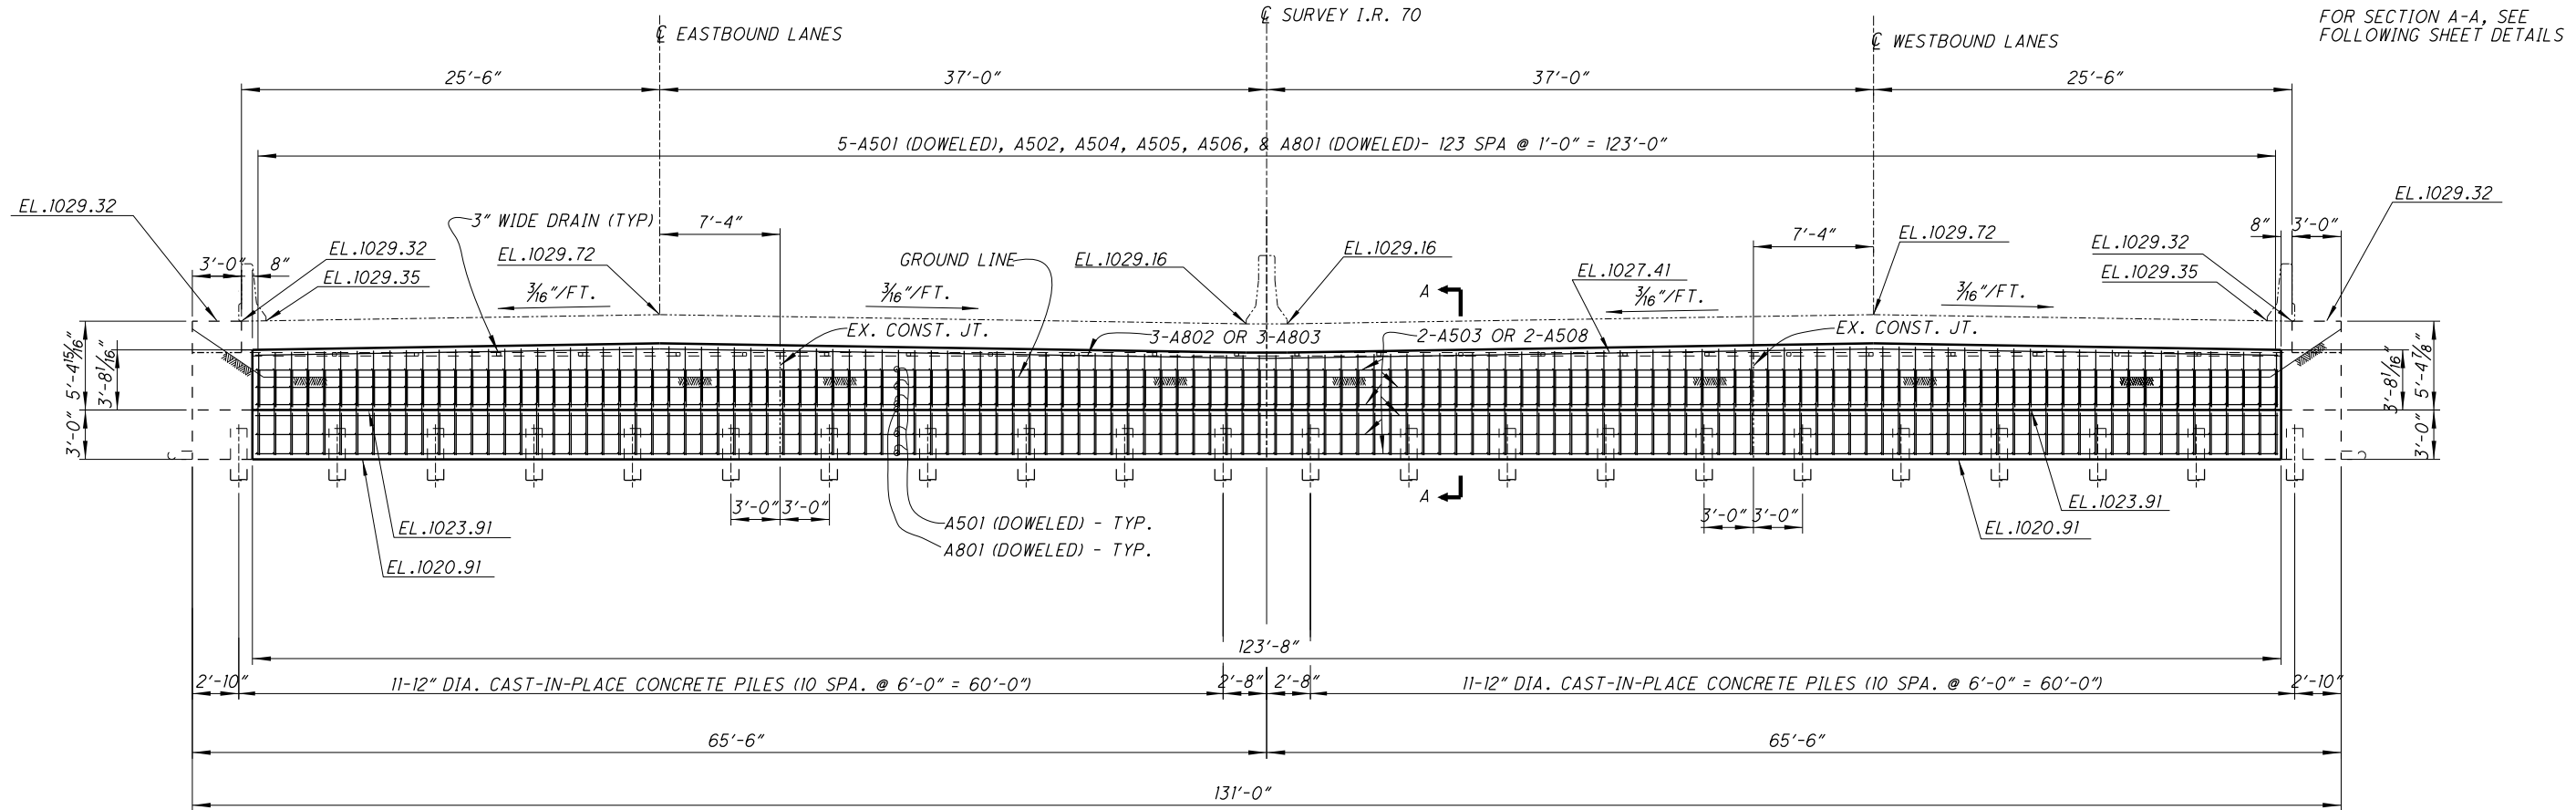 ℄ SURVEY I.R. 70
FOR SECTION A-A, SEE
FOLLOWING SHEET DETAILS
℄ EASTBOUND LANES
℄ WESTBOUND LANES
25'-6"
37'-0"
37'-0"
25'-6"
5-A501 (DOWELED), A502, A504, A505, A506, & A801 (DOWELED)- 123 SPA @ 1'-0" = 123'-0"
EL.1029.32
EL.1029.32
3" WIDE DRAIN (TYP)
7'-4"
7'-4"
8"
3'-0"
EL.1029.32
EL.1029.72
GROUND LINE
EL.1029.16
EL.1029.16
EL.1027.41
EL.1029.72
EL.1029.32
3'-0"
8"
EL.1029.35
EL.1029.35
3/16"/FT.
3/16"/FT.
A
3/16"/FT.
3/16"/FT.
EX. CONST. JT.
3-A802 OR 3-A803
2-A503 OR 2-A508
EX. CONST. JT.
5'-4 15/16"
3'-8 1/16"
3'-0"
3'-8 1/16"
5'-4 1/8"
3'-0"
A
3'-0"
3'-0"
3'-0"
3'-0"
EL.1023.91
A501 (DOWELED) - TYP.
A801 (DOWELED) - TYP.
EL.1020.91
EL.1023.91
EL.1020.91
123'-8"
2'-10"
11-12" DIA. CAST-IN-PLACE CONCRETE PILES (10 SPA. @ 6'-0" = 60'-0")
2'-8"
2'-8"
11-12" DIA. CAST-IN-PLACE CONCRETE PILES (10 SPA. @ 6'-0" = 60'-0")
2'-10"
65'-6"
65'-6"
131'-0"